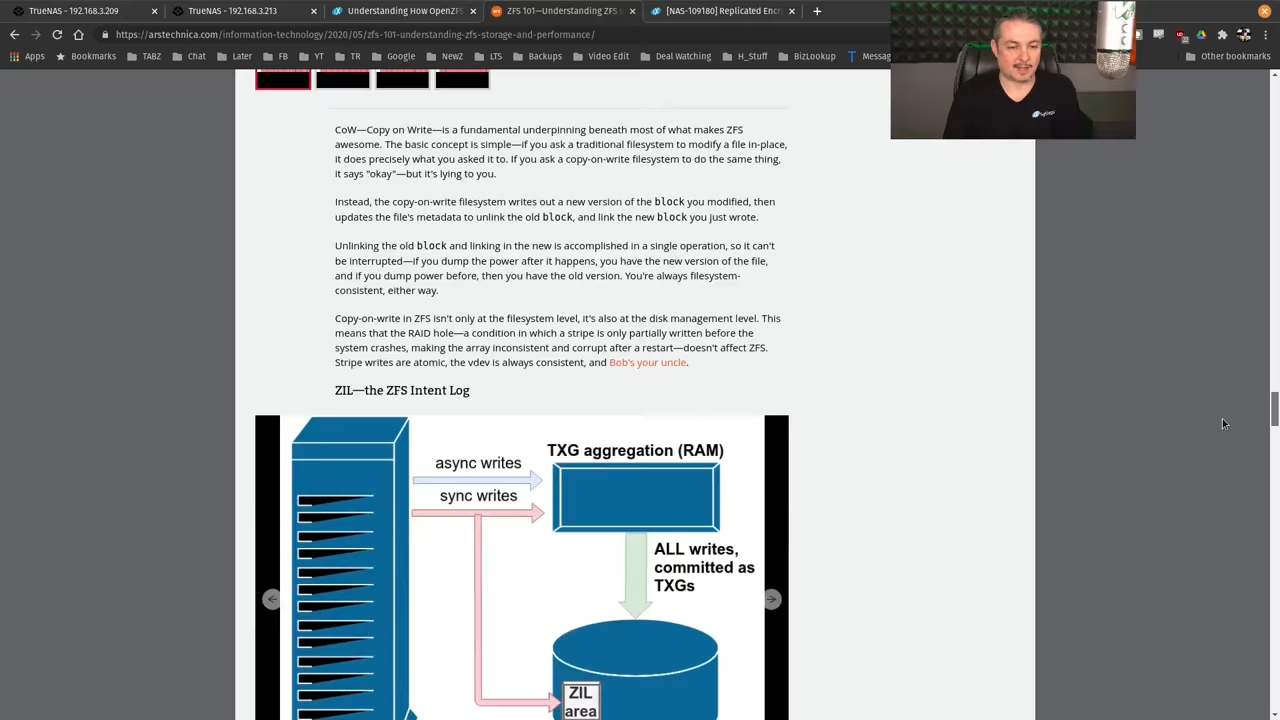 TrueNAS - 192.168.3.209
TrueNAS - 192.168.3.213
Understanding How OpenZFS
ZFS 101—Understanding ZFS s
[NAS-109180] Replicated Encry
https://arstechnica.com/information-technology/2020/05/zfs-101-understanding-zfs-storage-and-performance/
Apps
Bookmarks
TABZ
Chat
Later
FB
YT
TR
Google
NewZ
LTS
Backups
Video Edit
Deal Watching
H_Stuff
BizLookup
Messag
Other bookmarks
CoW—Copy on Write—is a fundamental underpinning beneath most of what makes ZFS
awesome. The basic concept is simple—if you ask a traditional filesystem to modify a file in-place,
it does precisely what you asked it to. If you ask a copy-on-write filesystem to do the same thing,
it says "okay"—but it's lying to you.
Instead, the copy-on-write filesystem writes out a new version of the block you modified, then
updates the file's metadata to unlink the old block, and link the new block you just wrote.
Unlinking the old block and linking in the new is accomplished in a single operation, so it can't
be interrupted—if you dump the power after it happens, you have the new version of the file,
and if you dump power before, then you have the old version. You're always filesystem-
consistent, either way.
Copy-on-write in ZFS isn't only at the filesystem level, it's also at the disk management level. This
means that the RAID hole—a condition in which a stripe is only partially written before the
system crashes, making the array inconsistent and corrupt after a restart—doesn't affect ZFS.
Stripe writes are atomic, the vdev is always consistent, and Bob's your uncle.
ZIL—the ZFS Intent Log
TXG aggregation (RAM)
async writes
sync writes
ALL writes,
committed as
TXGs
ZIL
area